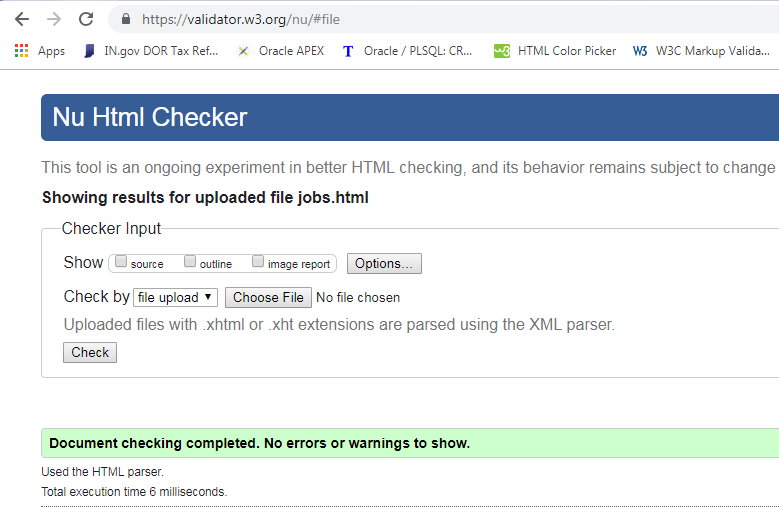 https://validator.w3.org/nu/#file
Apps IN.gov DOR Tax Ref... Oracle APEX T Oracle / PLSQL: CR... w3 HTML Color Picker W3 W3C Markup Valida...
Nu Html Checker
This tool is an ongoing experiment in better HTML checking, and its behavior remains subject to change
Showing results for uploaded file jobs.html
Checker Input
Show source outline image report Options...
Check by file upload Choose File No file chosen
Uploaded files with .xhtml or .xht extensions are parsed using the XML parser.
Check
Document checking completed. No errors or warnings to show.
Used the HTML parser.
Total execution time 6 milliseconds.